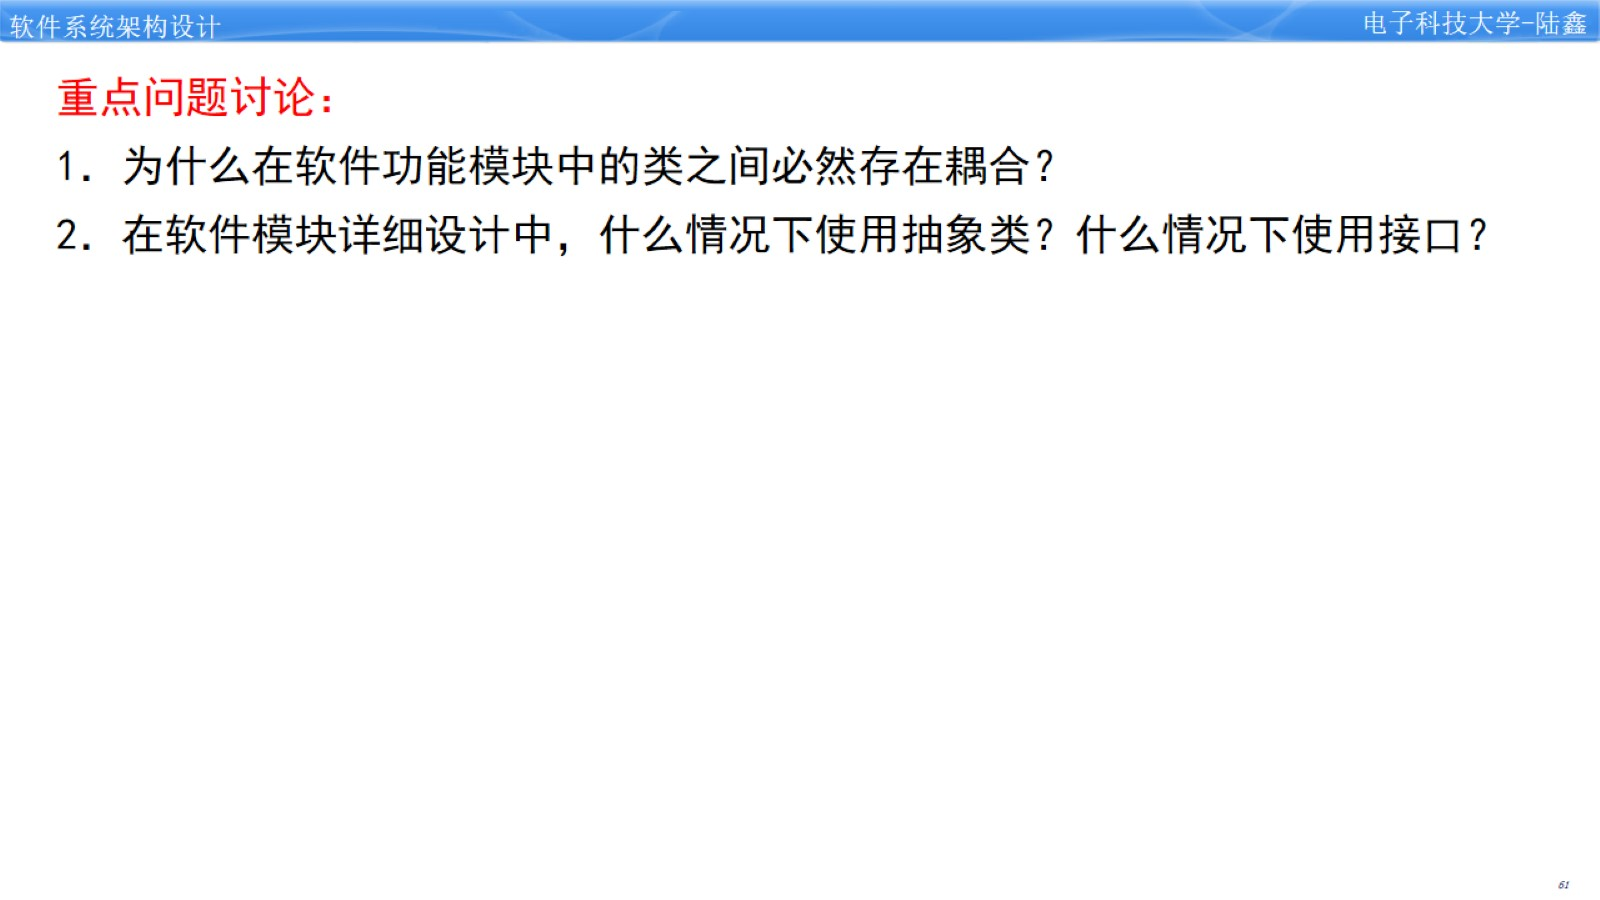 软件系统架构设计
电子科技大学-陆鑫
重点问题讨论：
1. 为什么在软件功能模块中的类之间必然存在耦合？
2. 在软件模块详细设计中，什么情况下使用抽象类？什么情况下使用接口？
61